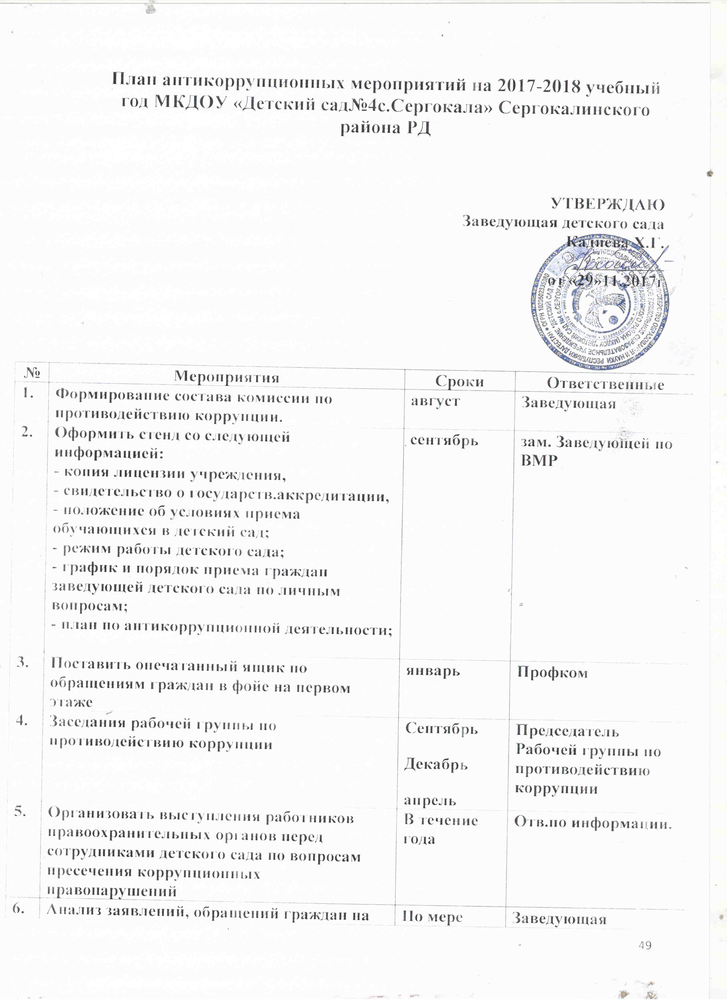 План антикоррупционных мероприятий на 2017-2018 учебный
год МКДОУ «Детский сад№4с.Сергокала» Сергокалинского
района РД
УТВЕРЖДАЮ
Заведующая детского сада
Кадиева Х.Г.
от «29»11.2017г
№ Мероприятия Сроки Ответственные
1. Формирование состава комиссии по август Заведующая
противодействию коррупции.
2. Оформить стенд со следующей сентябрь зам. Заведующей по
информацией: ВМР
- копия лицензии учреждения,
- свидетельство о государств.аккредитации,
- положение об условиях приема
обучающихся в детский сад;
- режим работы детского сада;
- график и порядок приема граждан
заведующей детского сада по личным
вопросам;
- план по антикоррупционной деятельности;
3. Поставить опечатанный ящик по январь Профком
обращениям граждан в фойе на первом
этаже
4. Заседания рабочей группы по Сентябрь Председатель
противодействию коррупции Рабочей группы по
Декабрь противодействию
коррупции
апрель
5. Организовать выступления работников В течение Отв.по информации.
правоохранительных органов перед года
сотрудниками детского сада по вопросам
пресечения коррупционных
правонарушений
6. Анализ заявлений, обращений граждан на По мере Заведующая
49